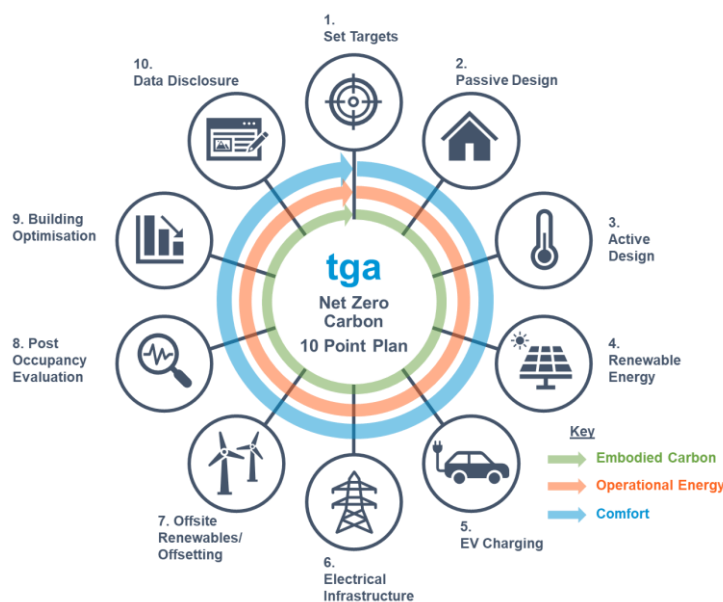 1.
Set Targets
2.
Passive Design
3.
Active
Design
4.
Renewable
Energy
5.
EV Charging
6.
Electrical
Infrastructure
7. Offsite
Renewables/
Offsetting
8. Post
Occupancy
Evaluation
9. Building
Optimisation
10.
Data Disclosure
tga
Net Zero
Carbon
10 Point Plan
Key
Embodied Carbon
Operational Energy
Comfort